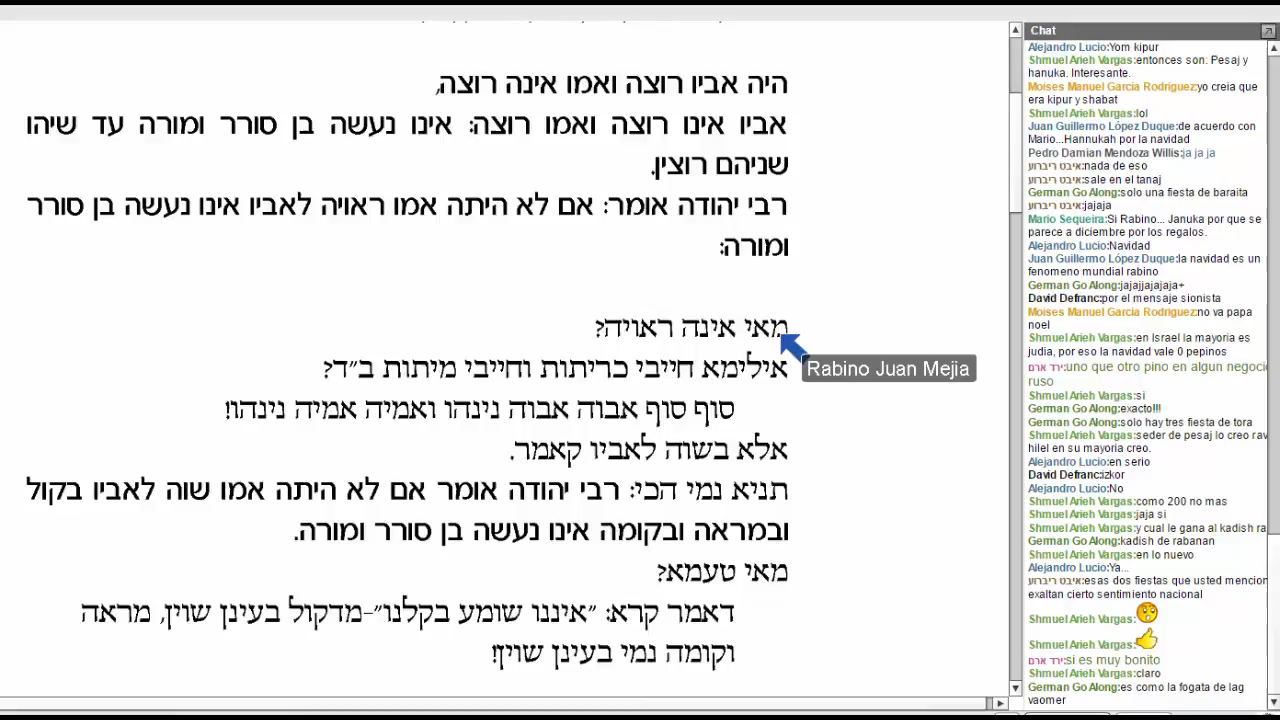 היה אביו רוצה ואמו אינה רוצה,
אביו אינו רוצה ואמו רוצה: אינו נעשה בן סורר ומורה עד שיהו
שניהם רוצין.
רבי יהודה אומר: אם לא היתה אמו ראויה לאביו אינו נעשה בן סורר
ומורה:
מאי אינה ראויה?
אילימא חייבי כריתות וחייבי מיתות ב״ד?
סוף סוף אבוה אבוה נינהו ואמיה אמיה נינהו!
אלא בשוה לאביו קאמר.
תניא נמי הכי: רבי יהודה אומר אם לא היתה אמו שוה לאביו בקול
ובמראה ובקומה אינו נעשה בן סורר ומורה.
מאי טעמא?
דאמר קרא: ״איננו שומע בקלנו״-מדקול בעינן שוין, מראה
וקומה נמי בעינן שוין!
Rabino Juan Mejia
Chat
Alejandro Lucio:Yom kipur
Shmuel Arieh Vargas:entonces son: Pesaj y
hanuka. Interesante.
Moises Manuel Garcia Rodriguez:yo creia que
era kipur y shabat
Shmuel Arieh Vargas:lol
Juan Guillermo López Duque:de acuerdo con
Mario...Hannukah por la navidad
Pedro Damian Mendoza Willis:ja ja ja
איבט ריברוע:nada de eso
איבט ריברוע:sale en el tanaj
German Go Along:solo una fiesta de baraita
איבט ריברוע:jajaja
Mario Sequeira:Si Rabino... Januka por que se
parece a diciembre por los regalos.
Alejandro Lucio:Navidad
Juan Guillermo López Duque:la navidad es un
fenomeno mundial rabino
German Go Along:jajajjajajaja+
David Defranc:por el mensaje sionista
Moises Manuel Garcia Rodriguez:no va papa
noel
Shmuel Arieh Vargas:en Israel la mayoria es
judia, por eso la navidad vale 0 pepinos
ירד ארם:uno que otro pino en algun negocio
ruso
Shmuel Arieh Vargas:si
German Go Along:exacto!!!
German Go Along:solo hay tres fiesta de tora
Shmuel Arieh Vargas:seder de pesaj lo creo rav
hilel en su mayoria creo.
Alejandro Lucio:en serio
David Defranc:izkor
Alejandro Lucio:No
Shmuel Arieh Vargas:como 200 no mas
Shmuel Arieh Vargas:jaja si
Shmuel Arieh Vargas:y cual le gana al kadish ra
German Go Along:kadish de rabanan
Shmuel Arieh Vargas:en lo nuevo
Alejandro Lucio:Ya...
איבט ריברוע:esas dos fiestas que usted mencion
exaltan cierto sentimiento nacional
Shmuel Arieh Vargas:
Shmuel Arieh Vargas:
ירד ארם:si es muy bonito
Shmuel Arieh Vargas:claro
German Go Along:es como la fogata de lag
vaomer